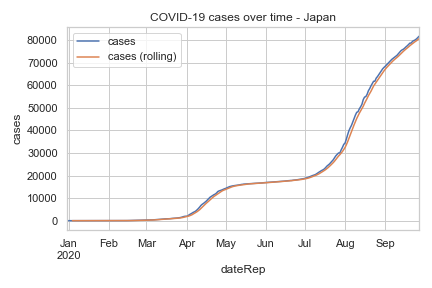 COVID-19 cases over time - Japan
cases
cases (rolling)
80000
70000
60000
50000
40000
30000
20000
10000
0
cases
Jan Feb Mar Apr May Jun Jul Aug Sep
2020
dateRep